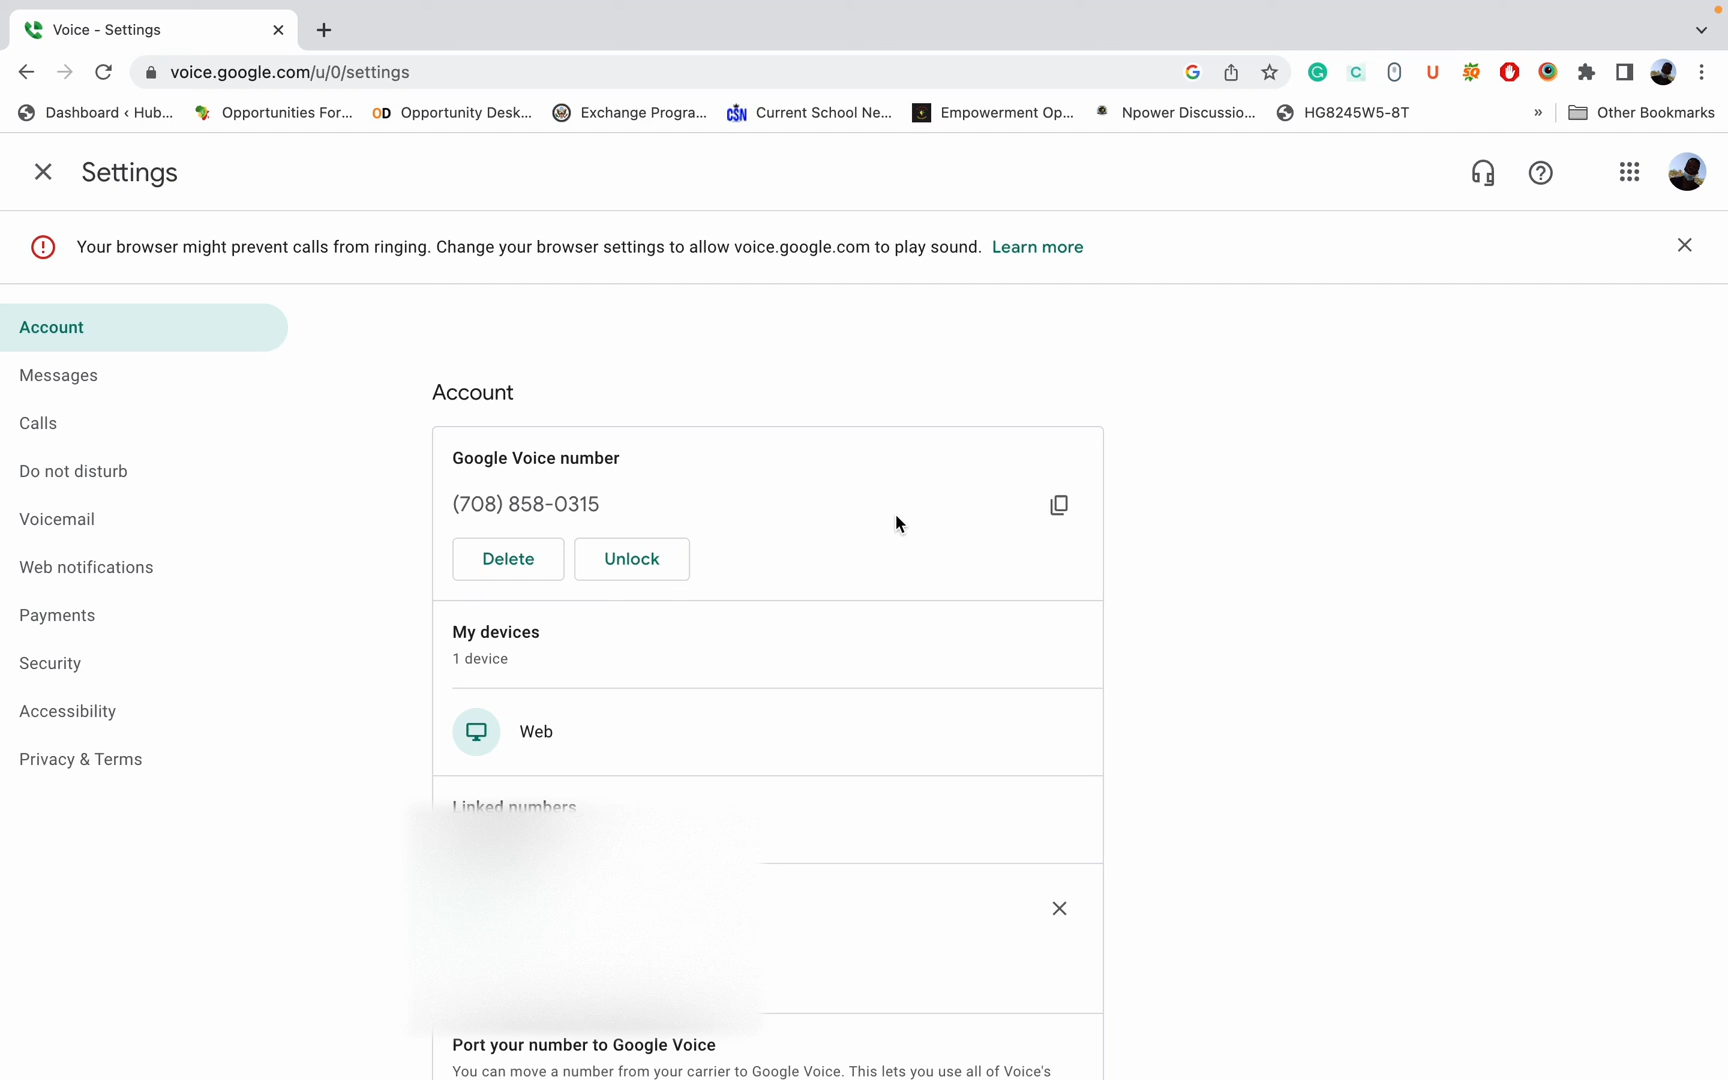 Voice - Settings
voice.google.com/u/0/settings
Dashboard < Hub... Opportunities For... OD Opportunity Desk... Exchange Progra... CSN Current School Ne... Empowerment Op... Npower Discussio... HG8245W5-8T » Other Bookmarks
Settings
Your browser might prevent calls from ringing. Change your browser settings to allow voice.google.com to play sound. Learn more
Account
Messages
Calls
Do not disturb
Voicemail
Web notifications
Payments
Security
Accessibility
Privacy & Terms
Account
Google Voice number
(708) 858-0315
Delete Unlock
My devices
1 device
Web
Linked numbers
Port your number to Google Voice
You can move a number from your carrier to Google Voice. This lets you use all of Voice's